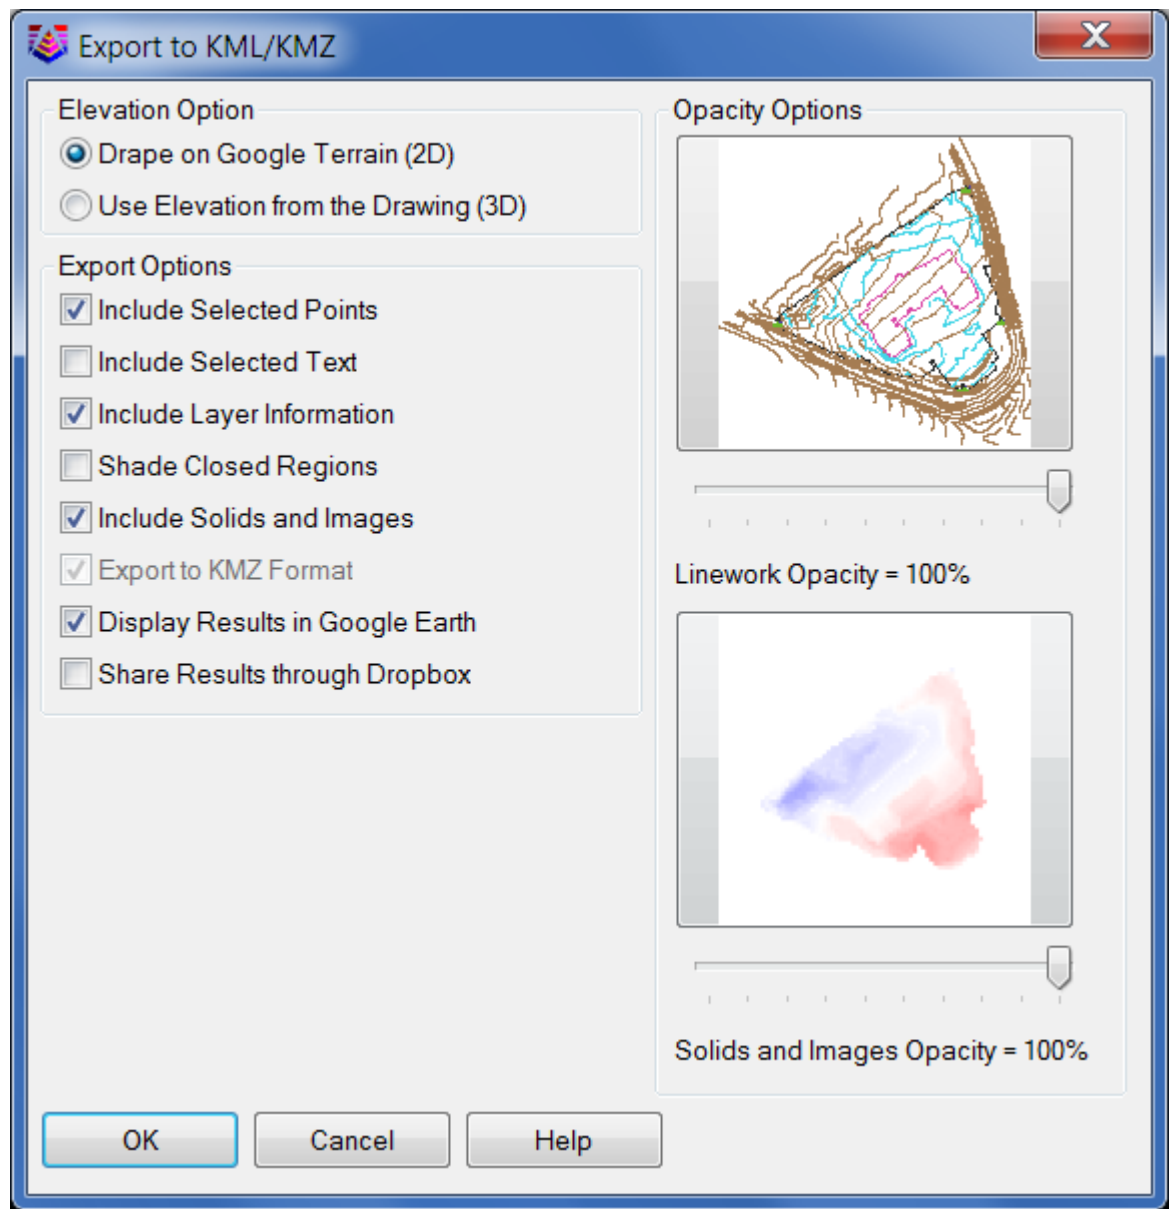 Export to KML/KMZ
Elevation Option
Drape on Google Terrain (2D)
Use Elevation from the Drawing (3D)
Export Options
Include Selected Points
Include Selected Text
Include Layer Information
Shade Closed Regions
Include Solids and Images
Export to KMZ Format
Display Results in Google Earth
Share Results through Dropbox
Opacity Options
Linework Opacity = 100%
Solids and Images Opacity = 100%
OK
Cancel
Help